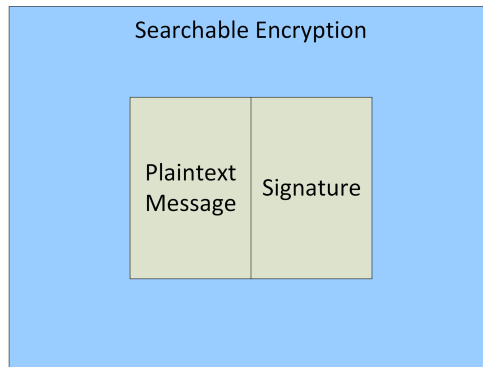 Searchable Encryption
Plaintext
Message
Signature